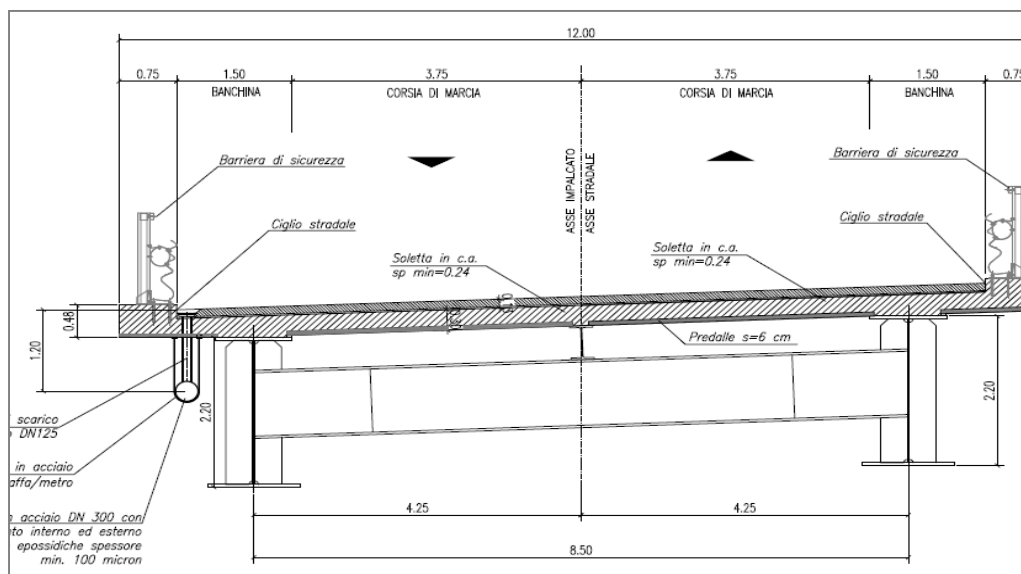 12.00
0.75
1.50
3.75
3.75
1.50
0.75
BANCHINA
CORSIA DI MARCIA
CORSIA DI MARCIA
BANCHINA
Barriera di sicurezza
Barriera di sicurezza
ASSE IMPALCATO
ASSE STRADALE
Ciglio stradale
Ciglio stradale
Soletta in c.a.
sp min=0.24
Soletta in c.a.
sp min=0.24
0.48
1.20
Predalle s=6 cm
2.20
2.20
scarico
DN125
in acciaio
affa/metro
acciaio DN 300 con
to interno ed esterno
epossidiche spessore
min. 100 micron
4.25
4.25
8.50